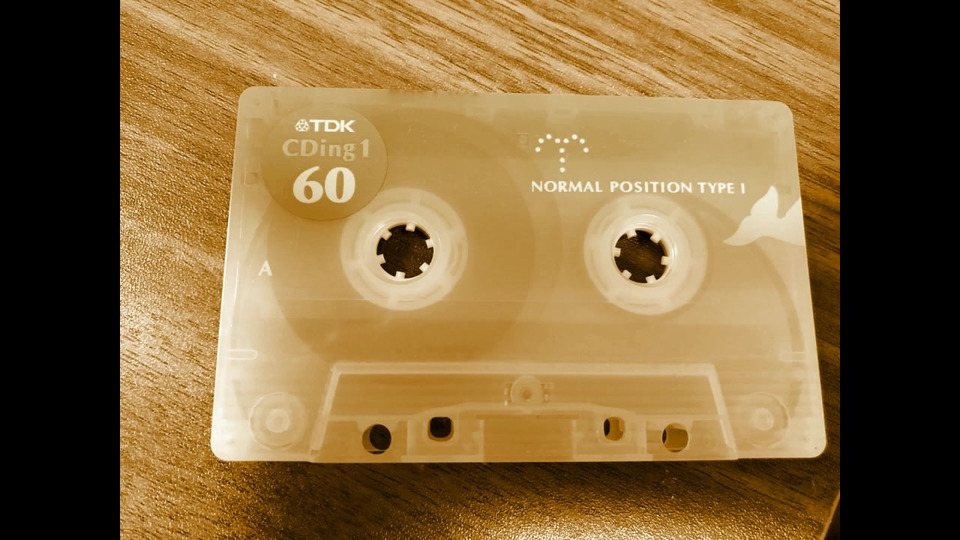 TDK
CDing1
60
NORMAL POSITION TYPE I
A